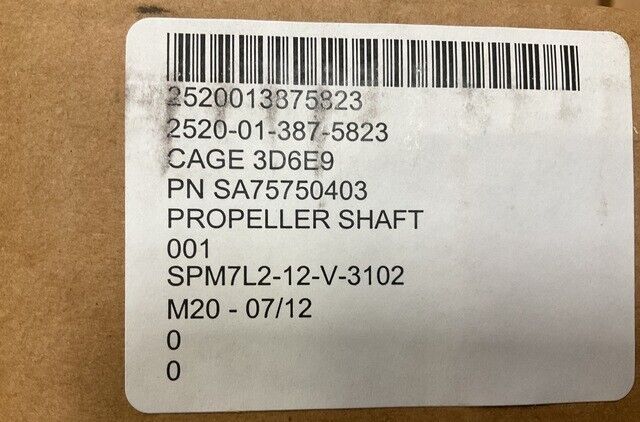 2520013875823
2520-01-387-5823
CAGE 3D6E9
PN SA75750403
PROPELLER SHAFT
001
SPM7L2-12-V-3102
M20 - 07/12
0
0